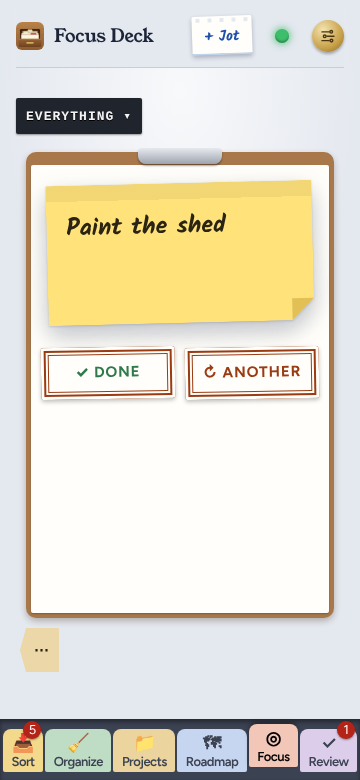 Focus Deck
+ Jot
EVERYTHING ▾
Paint the shed
✓ DONE
↻ ANOTHER
...
5
Sort
Organize
Projects
Roadmap
Focus
1
Review